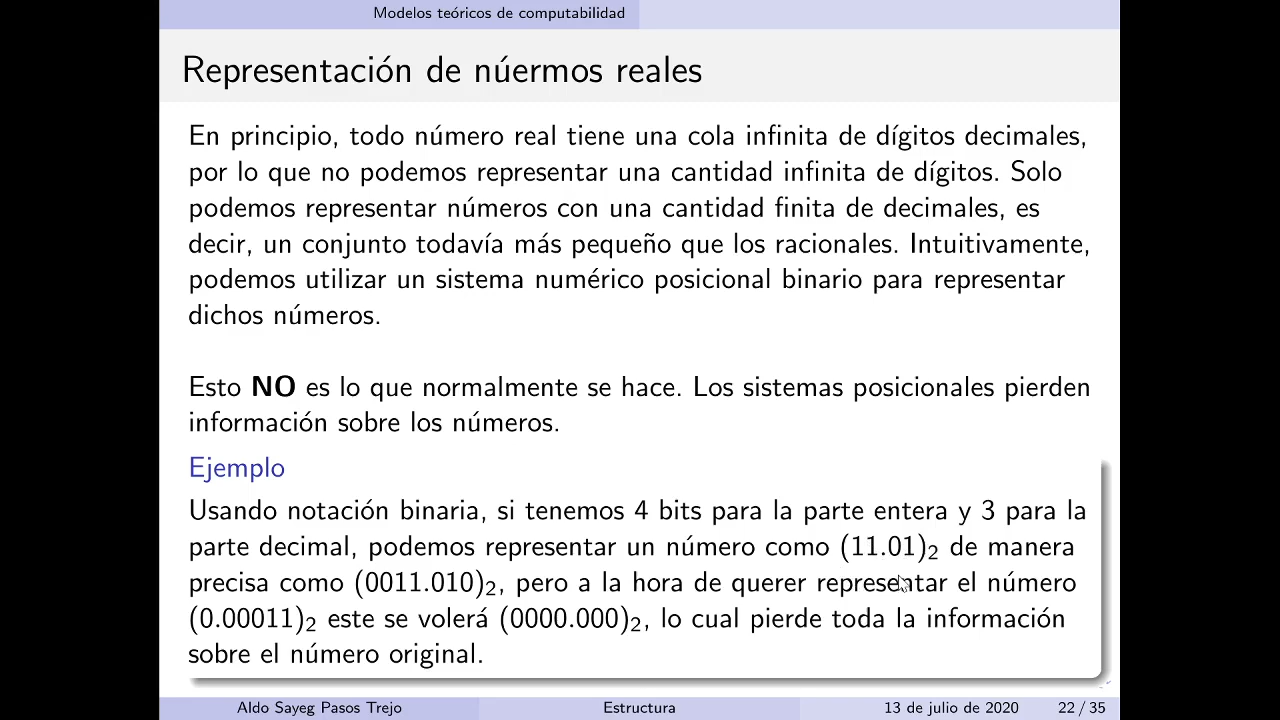 Modelos teóricos de computabilidad
Representación de núermos reales
En principio, todo número real tiene una cola infinita de dígitos decimales,
por lo que no podemos representar una cantidad infinita de dígitos. Solo
podemos representar números con una cantidad finita de decimales, es
decir, un conjunto todavía más pequeño que los racionales. Intuitivamente,
podemos utilizar un sistema numérico posicional binario para representar
dichos números.
Esto NO es lo que normalmente se hace. Los sistemas posicionales pierden
información sobre los números.
Ejemplo
Usando notación binaria, si tenemos 4 bits para la parte entera y 3 para la
parte decimal, podemos representar un número como (11.01)₂ de manera
precisa como (0011.010)₂, pero a la hora de querer representar el número
(0.00011)₂ este se volerá (0000.000)₂, lo cual pierde toda la información
sobre el número original.
Aldo Sayeg Pasos Trejo Estructura 13 de julio de 2020 22 / 35